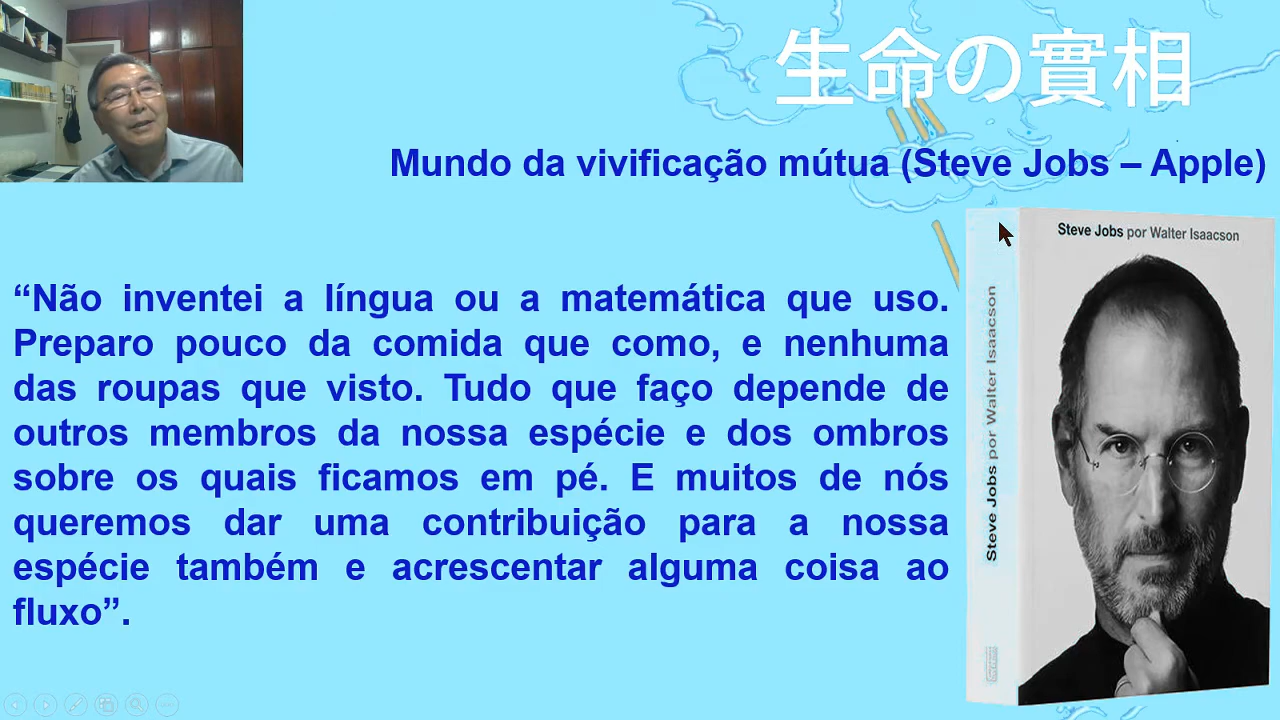 生命の實相
Mundo da vivificação mútua (Steve Jobs – Apple)
“Não inventei a língua ou a matemática que uso.
Preparo pouco da comida que como, e nenhuma
das roupas que visto. Tudo que faço depende de
outros membros da nossa espécie e dos ombros
sobre os quais ficamos em pé. E muitos de nós
queremos dar uma contribuição para a nossa
espécie também e acrescentar alguma coisa ao
fluxo”.
Steve Jobs por Walter Isaacson
Steve Jobs por Walter Isaacson